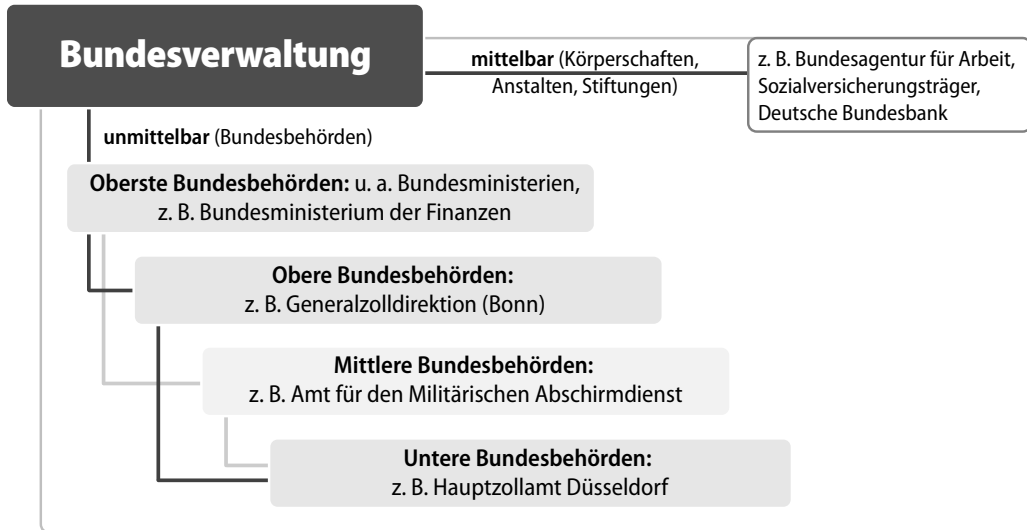 Bundesverwaltung
mittelbar (Körperschaften,
Anstalten, Stiftungen)
z. B. Bundesagentur für Arbeit,
Sozialversicherungsträger,
Deutsche Bundesbank
unmittelbar (Bundesbehörden)
Oberste Bundesbehörden: u. a. Bundesministerien,
z. B. Bundesministerium der Finanzen
Obere Bundesbehörden:
z. B. Generalzolldirektion (Bonn)
Mittlere Bundesbehörden:
z. B. Amt für den Militärischen Abschirmdienst
Untere Bundesbehörden:
z. B. Hauptzollamt Düsseldorf